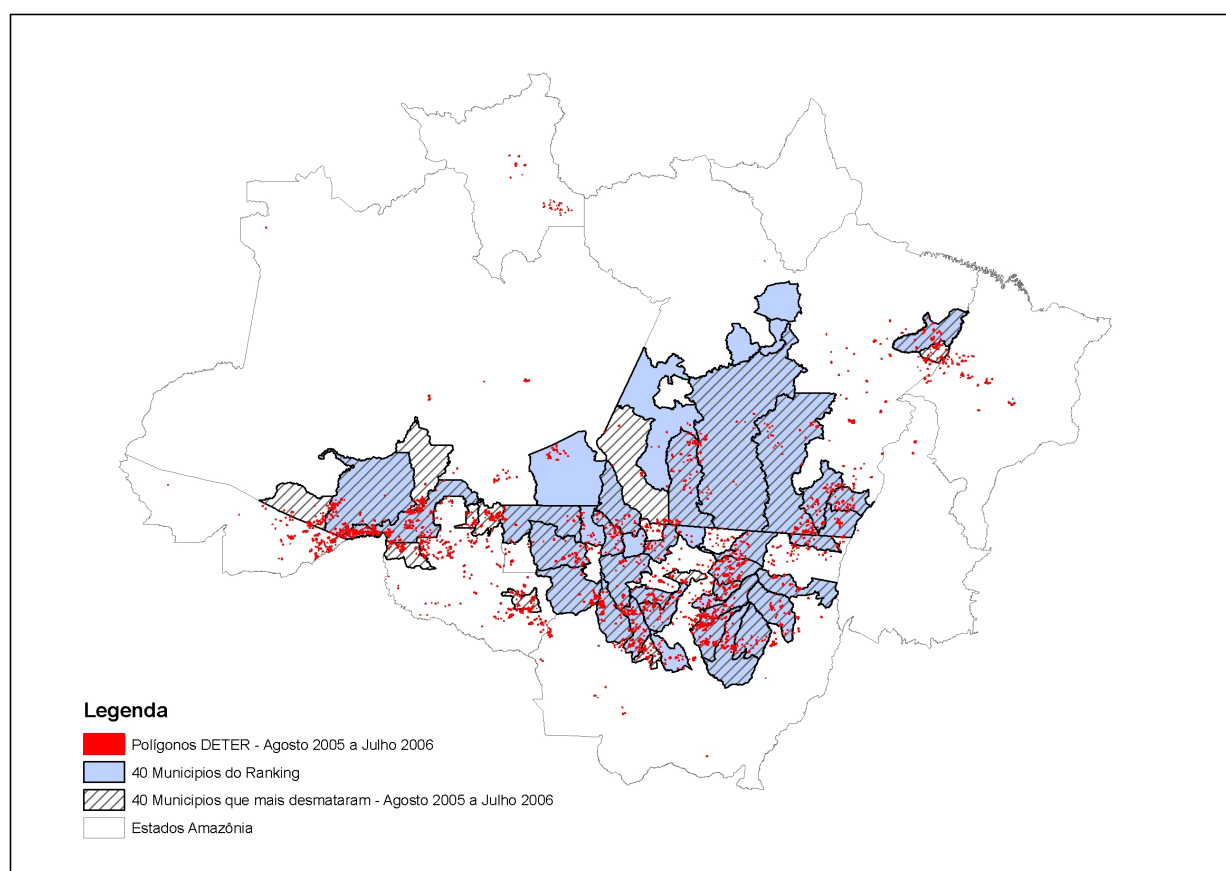 Legenda
Polígonos DETER - Agosto 2005 a Julho 2006
40 Municipios do Ranking
40 Municipios que mais desmataram - Agosto 2005 a Julho 2006
Estados Amazônia